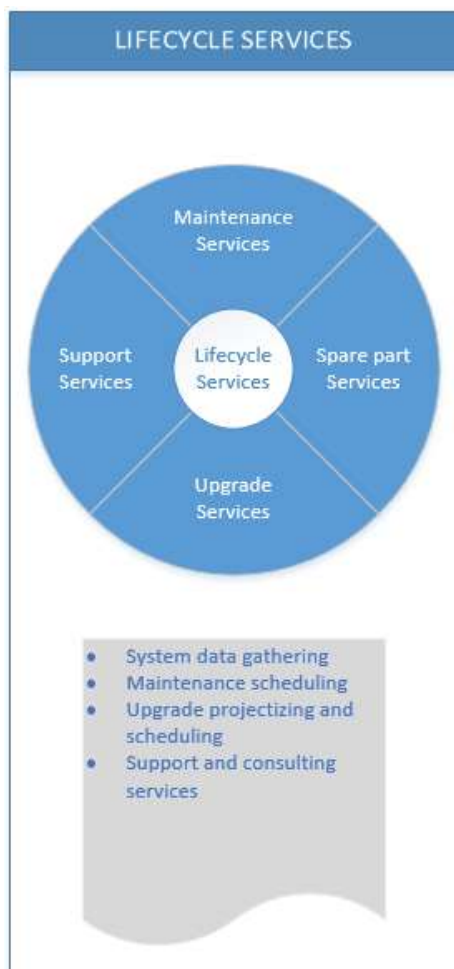 LIFECYCLE SERVICES
Maintenance
Services
Support
Services
Lifecycle
Services
Spare part
Services
Upgrade
Services
• System data gathering
• Maintenance scheduling
• Upgrade projectizing and
scheduling
• Support and consulting
services